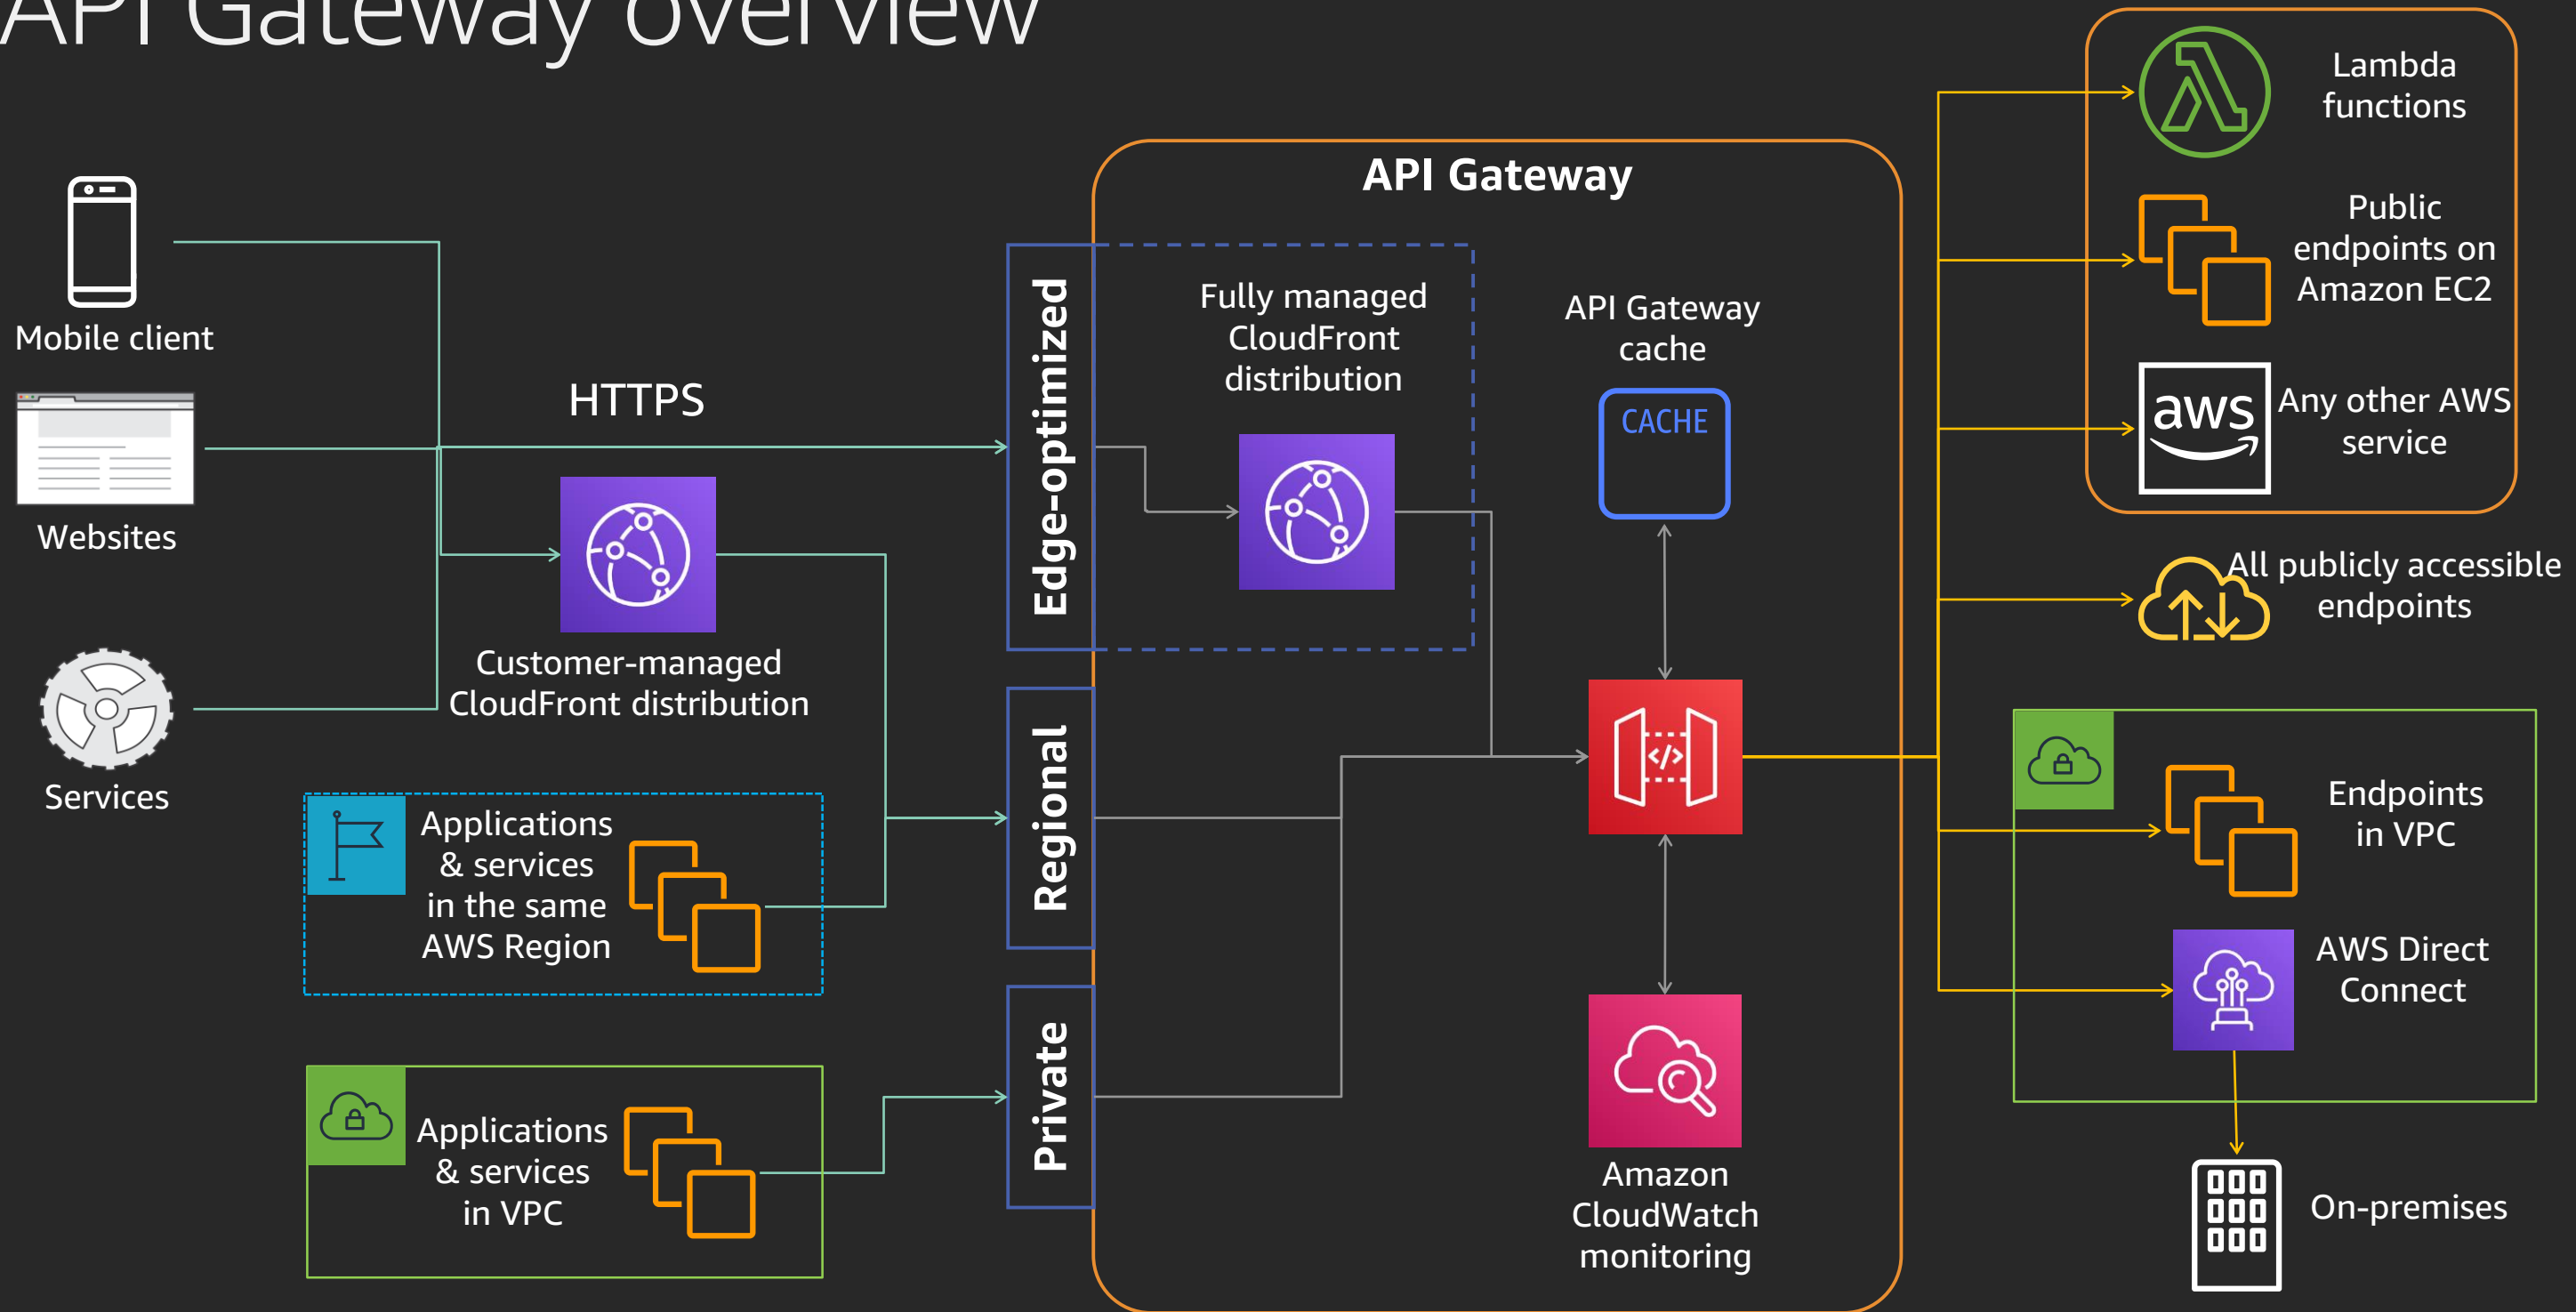 API Gateway overview
Mobile client
Websites
Services
HTTPS
Customer-managed
CloudFront distribution
Applications
& services
in the same
AWS Region
Applications
& services
in VPC
Edge-optimized
Regional
Private
API Gateway
Fully managed
CloudFront
distribution
API Gateway
cache
CACHE
</>
Amazon
CloudWatch
monitoring
Lambda
functions
Public
endpoints on
Amazon EC2
aws
Any other AWS
service
All publicly accessible
endpoints
Endpoints
in VPC
AWS Direct
Connect
On-premises